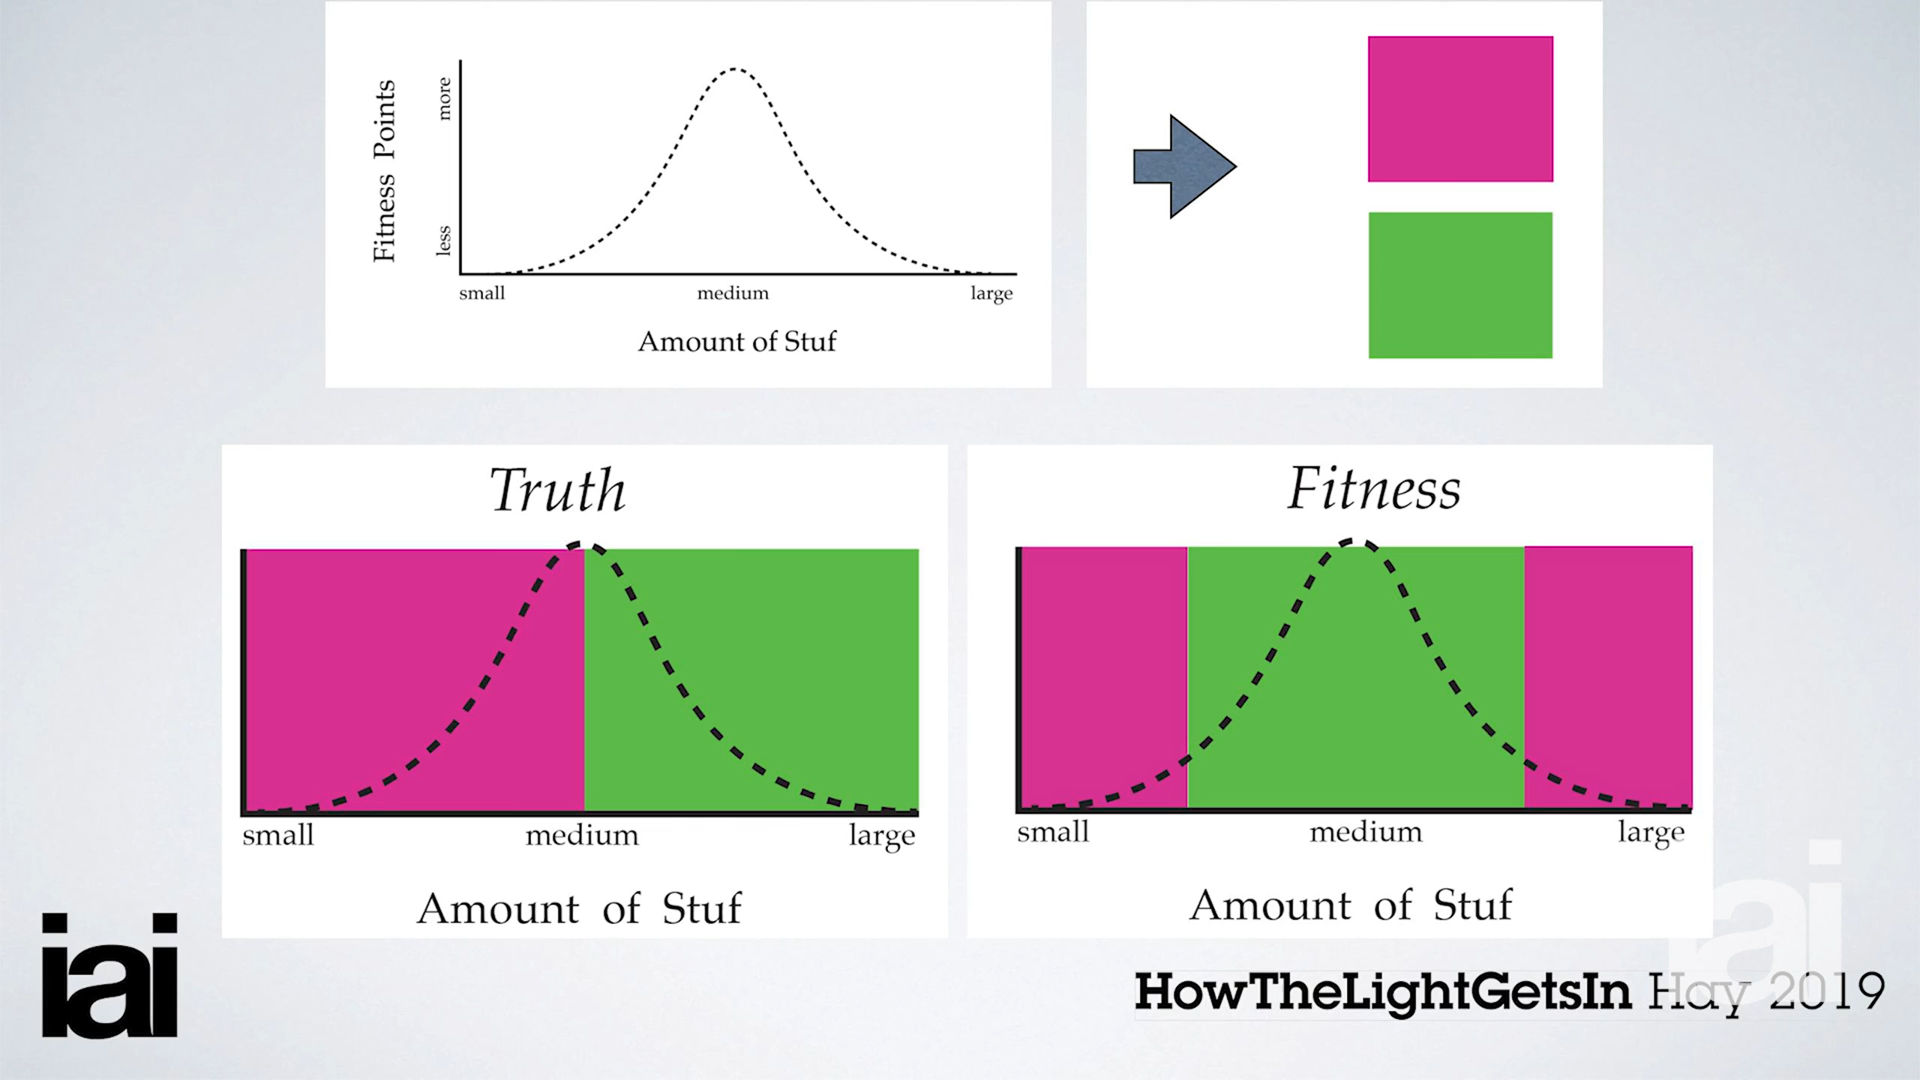 Fitness Points
more
less
small medium large
Amount of Stuf
Truth
small medium large
Amount of Stuf
Fitness
small medium large
Amount of Stuf
iai
iai
HowTheLightGetsIn Hay 2019